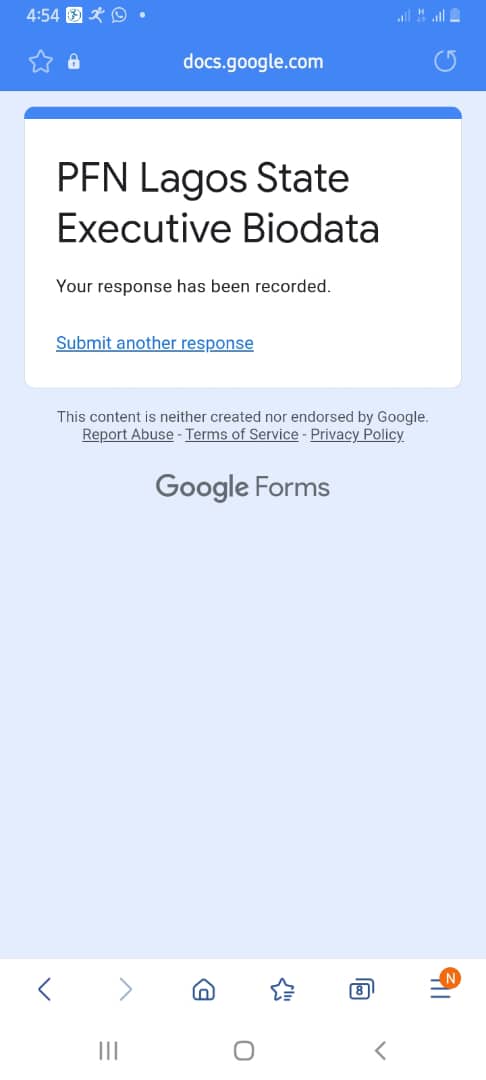 4:54
docs.google.com
PFN Lagos State
Executive Biodata
Your response has been recorded.
Submit another response
This content is neither created nor endorsed by Google.
Report Abuse - Terms of Service - Privacy Policy
Google Forms
8
N